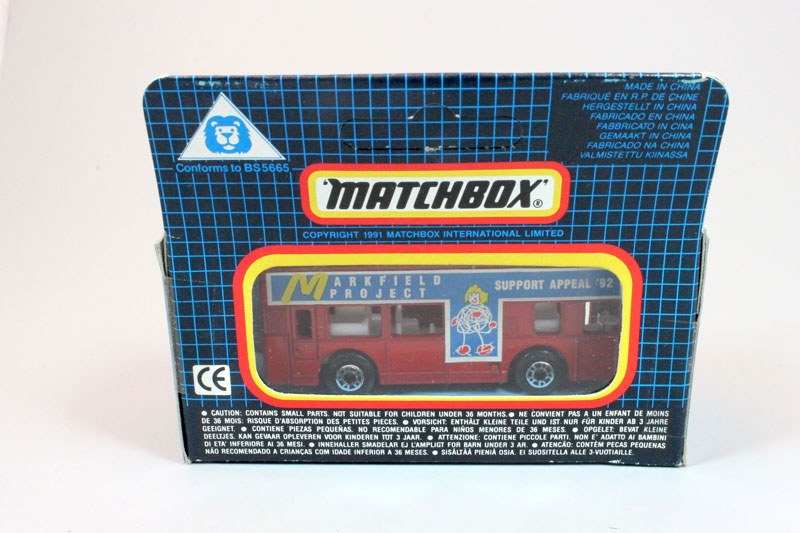 MADE IN CHINA
FABRIQUÉ EN R.P. DE CHINE
HERGESTELLT IN CHINA
FABRICADO EN CHINA
FABBRICATO IN CINA
GEMAAKT IN CHINA
FABRICADO NA CHINA
VALMISTETTU KIINASSA
Conforms to BS5665
'MATCHBOX' ®
COPYRIGHT 1991 MATCHBOX INTERNATIONAL LIMITED
MARKFIELD PROJECT
SUPPORT APPEAL '92
CE
● CAUTION: CONTAINS SMALL PARTS. NOT SUITABLE FOR CHILDREN UNDER 36 MONTHS. ● NE CONVIENT PAS A UN ENFANT DE MOINS
DE 36 MOIS: RISQUE D'ABSORPTION DES PETITES PIECES. ● VORSICHT: ENTHÄLT KLEINE TEILE UND IST NUR FÜR KINDER AB 3 JAHRE
GEEIGNET. ● CONTIENE PIEZAS PEQUEÑAS. NO RECOMENDABLE PARA NIÑOS MENORES DE 36 MESES. ● OPGELET: BEVAT KLEINE
DEELTJES. KAN GEVAAR OPLEVEREN VOOR KINDEREN TOT 3 JAAR. ● ATTENZIONE: CONTIENE PICCOLE PARTI. NON E' ADATTO AI BAMBINI
DI ETA' INFERIORE AI 36 MESI. ● INNEHALLER SMADELAR EJ LAMPLIGT FOR BARN UNDER 3 AR. ● ATENCAO: CONTÉM PECAS PEQUENAS
NÃO RECOMENDADO A CRIANÇAS COM IDADE INFERIOR A 36 MESES. ● SISÄLTÄÄ PIENIÄ OSIA. EI SUOSITELLA ALLE 3-VUOTIAILLE.